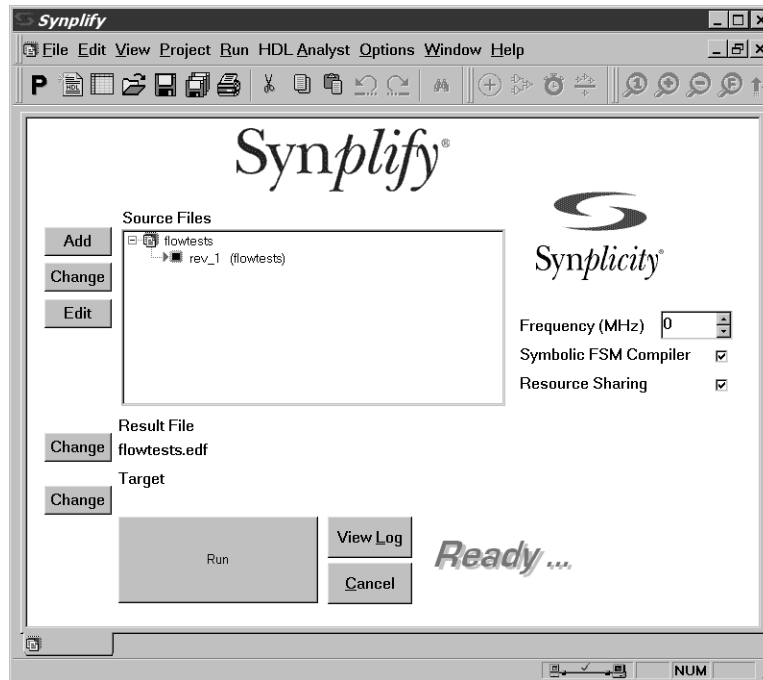 Synplify
File Edit View Project Run HDL Analyst Options Window Help
P HDL 1 F
Synplify®
Source Files
Add
flowtests
rev_1 (flowtests)
Change
Edit
Synplicity®
Frequency (MHz) 0
Symbolic FSM Compiler
Resource Sharing
Result File
Change
flowtests.edf
Target
Change
Run
View Log
Cancel
Ready ...
NUM